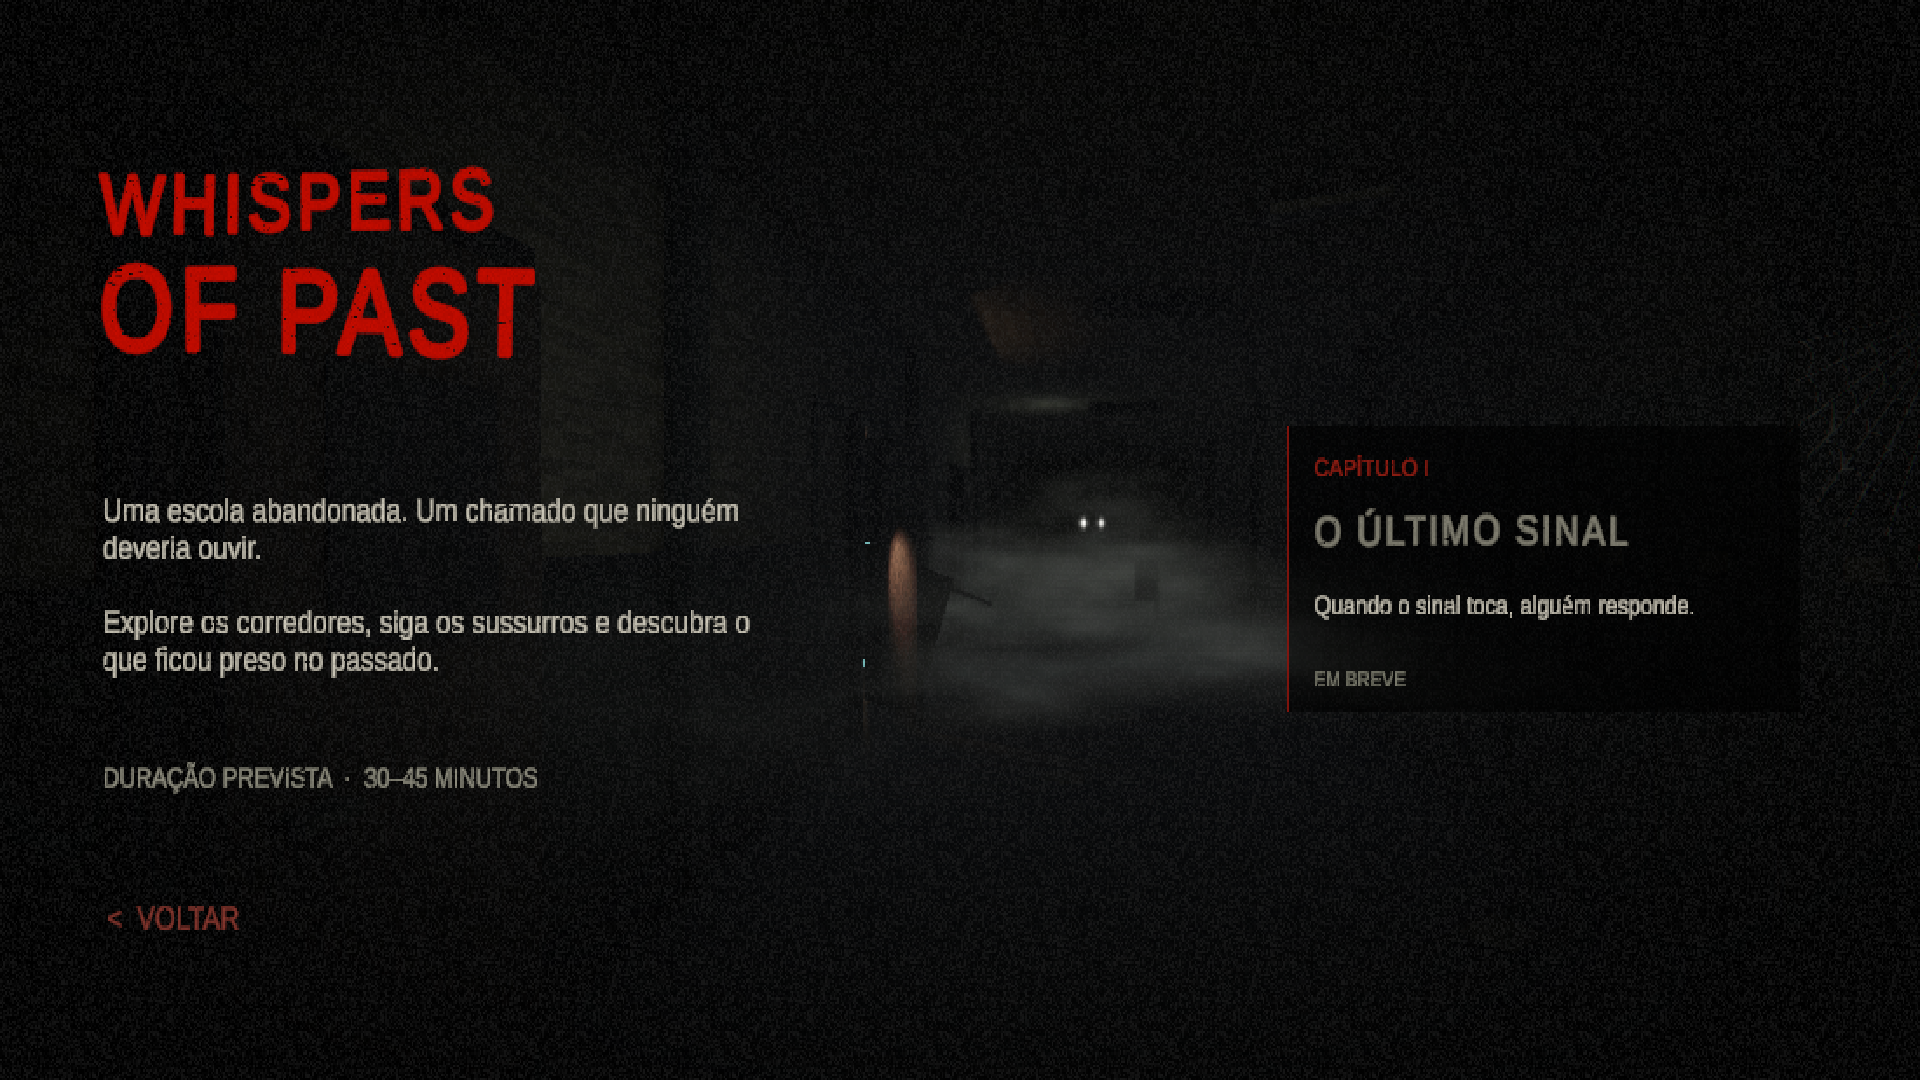 WHISPERS
OF PAST
Uma escola abandonada. Um chamado que ninguém
deveria ouvir.
Explore os corredores, siga os sussurros e descubra o
que ficou preso no passado.
DURAÇÃO PREVISTA · 30–45 MINUTOS
< VOLTAR
CAPÍTULO I
O ÚLTIMO SINAL
Quando o sinal toca, alguém responde.
EM BREVE